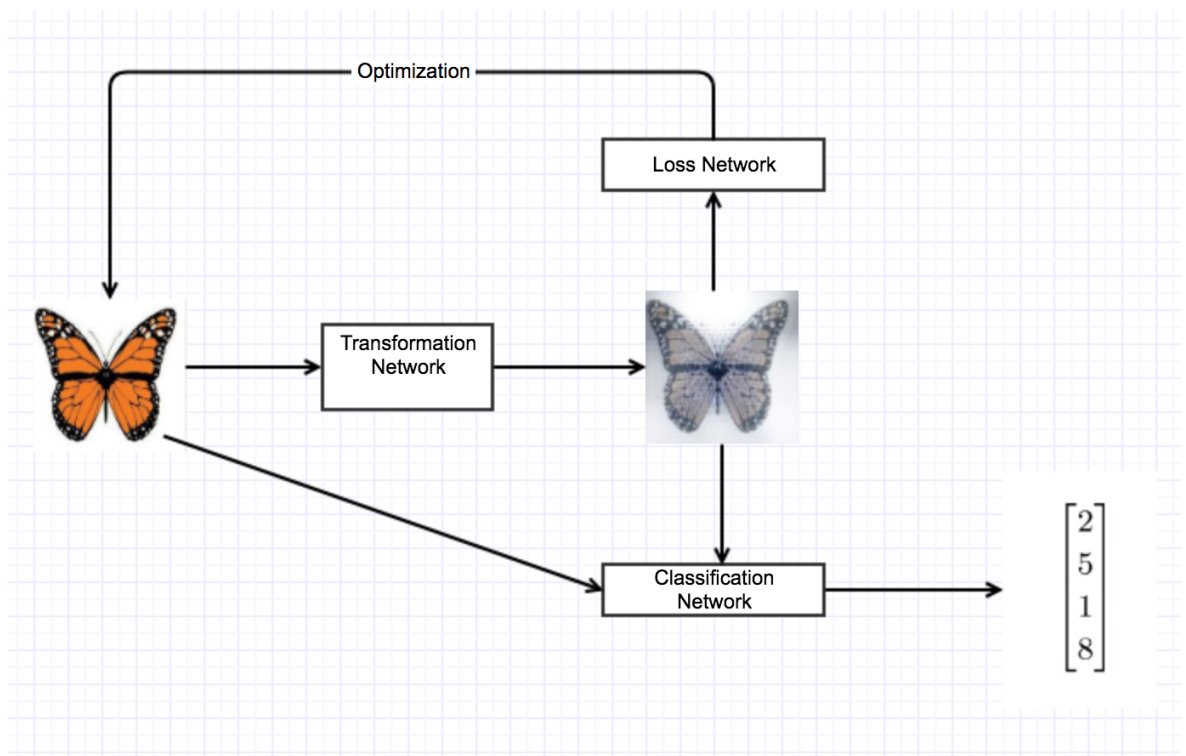 Optimization
Loss Network
Transformation
Network
Classification
Network
2
5
1
8